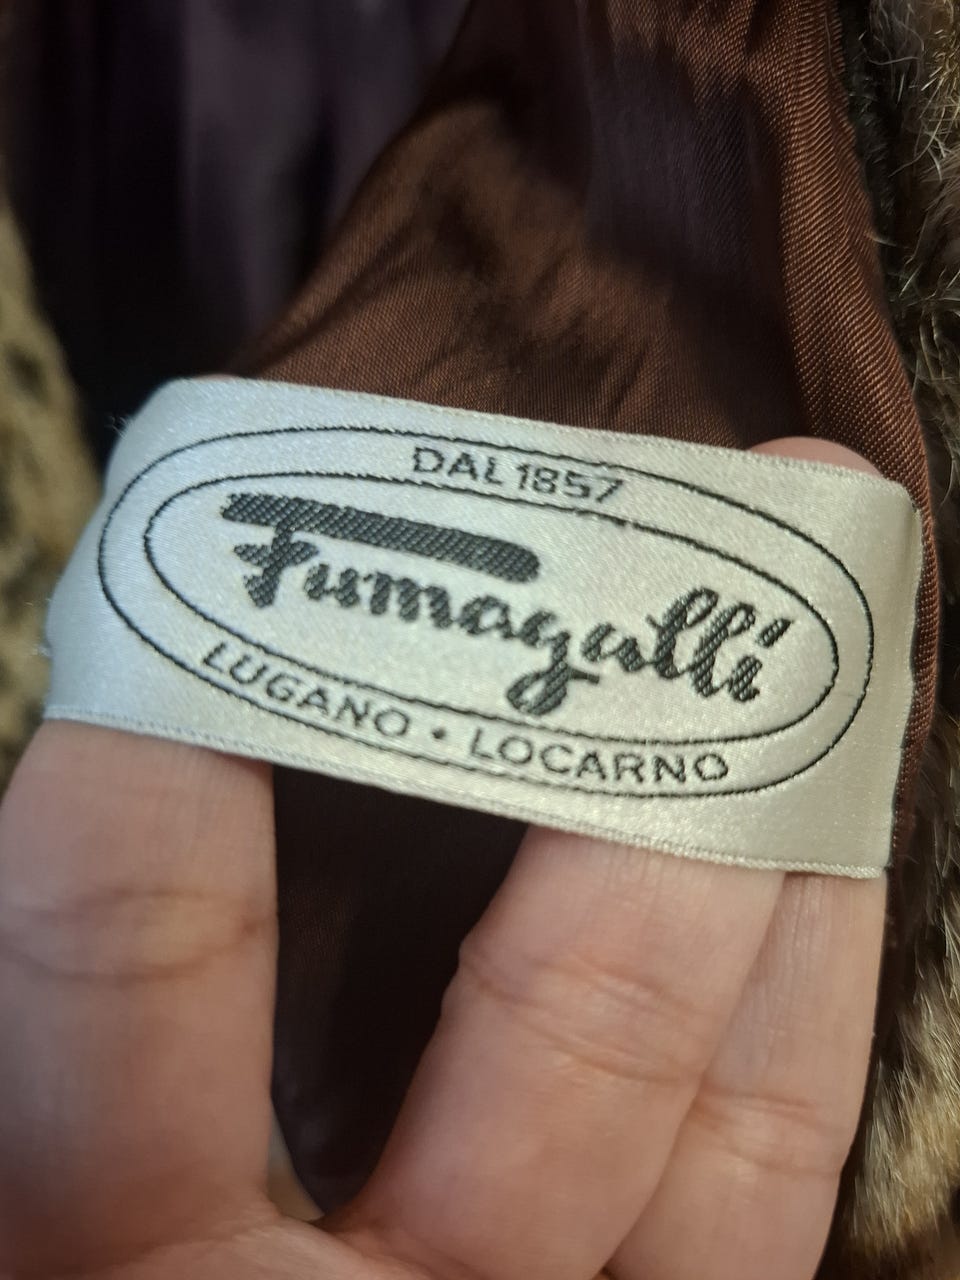 DAL 1857
Fumagalli
LUGANO • LOCARNO